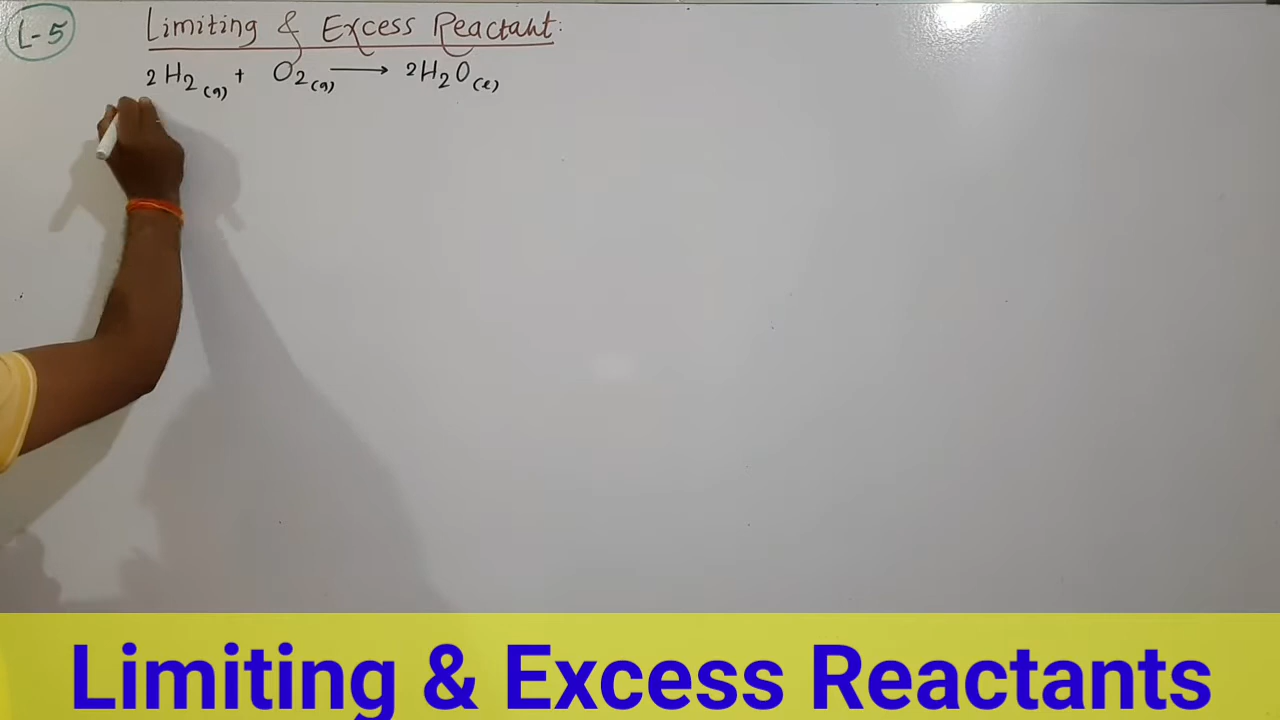 L-5
Limiting & Excess Reactant:
2H2(g) + O2(g) ⟶ 2H2O(l)
Limiting & Excess Reactants